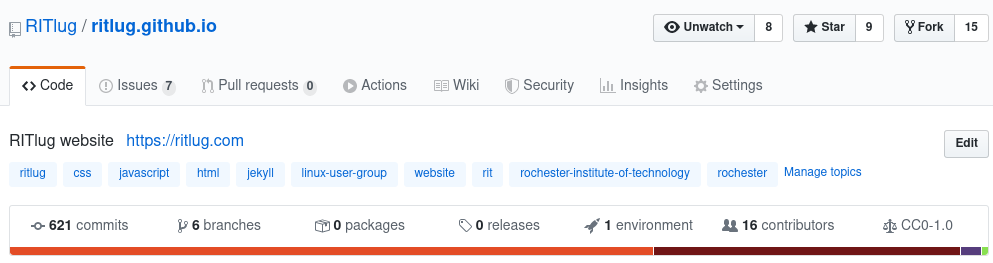 RITlug / ritlug.github.io Unwatch 8 Star 9 Fork 15
Code Issues 7 Pull requests 0 Actions Wiki Security Insights Settings
RITlug website https://ritlug.com Edit
ritlug css javascript html jekyll linux-user-group website rit rochester-institute-of-technology rochester Manage topics
621 commits 6 branches 0 packages 0 releases 1 environment 16 contributors CC0-1.0